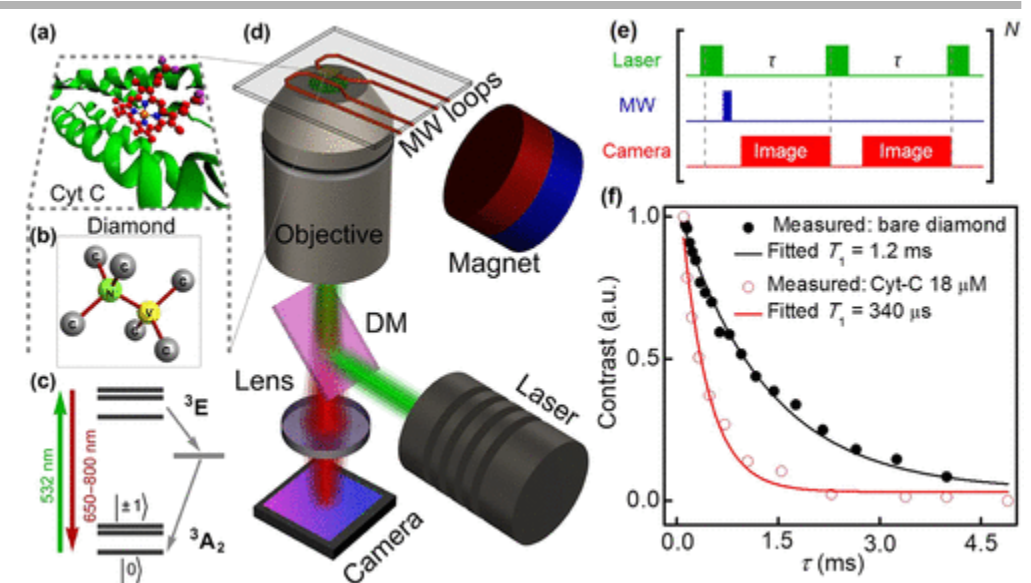 (a)
Cyt C
(b)
Diamond
C
C
N
C
V
C
C
C
(c)
532 nm
650–800 nm
³E
|±1⟩
³A₂
|0⟩
(d)
MW loops
Objective
Magnet
DM
Lens
Laser
Camera
(e)
N
Laser
τ
τ
MW
Camera
Image
Image
(f)
Contrast (a.u.)
1.0
0.5
0.0
Measured: bare diamond
Fitted T₁ = 1.2 ms
Measured: Cyt-C 18 μM
Fitted T₁ = 340 μs
0.0 1.5 3.0 4.5
τ (ms)